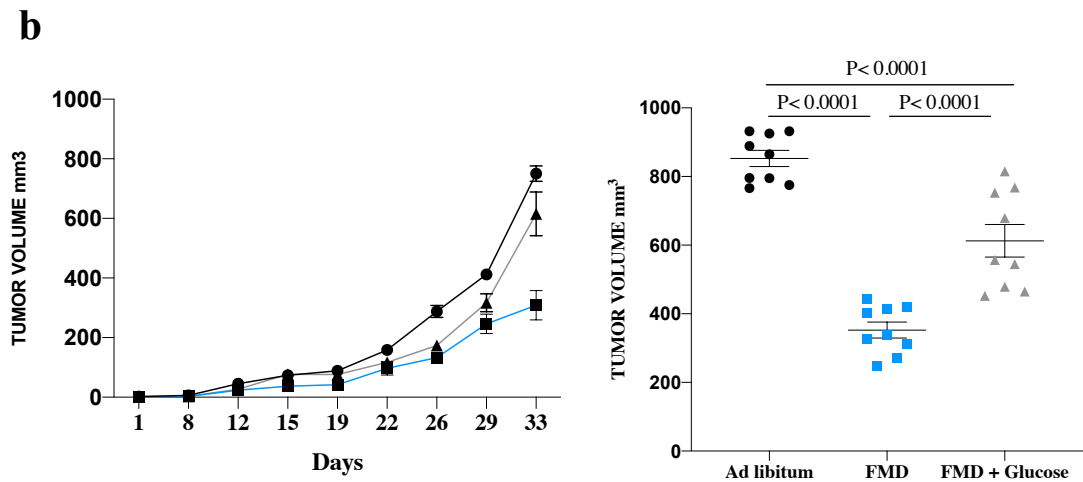 b
TUMOR VOLUME mm3
1000
800
600
400
200
0
1 8 12 15 19 22 26 29 33
Days
P< 0.0001
P< 0.0001 P< 0.0001
TUMOR VOLUME mm³
1000
800
600
400
200
0
Ad libitum FMD FMD + Glucose